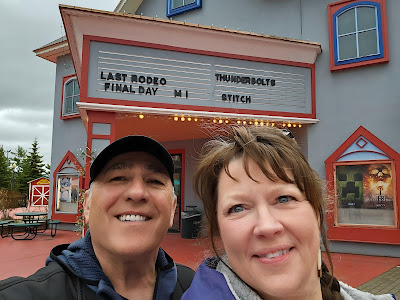 LAST RODEO
FINAL DAY M I
THUNDERBOLTS
STITCH